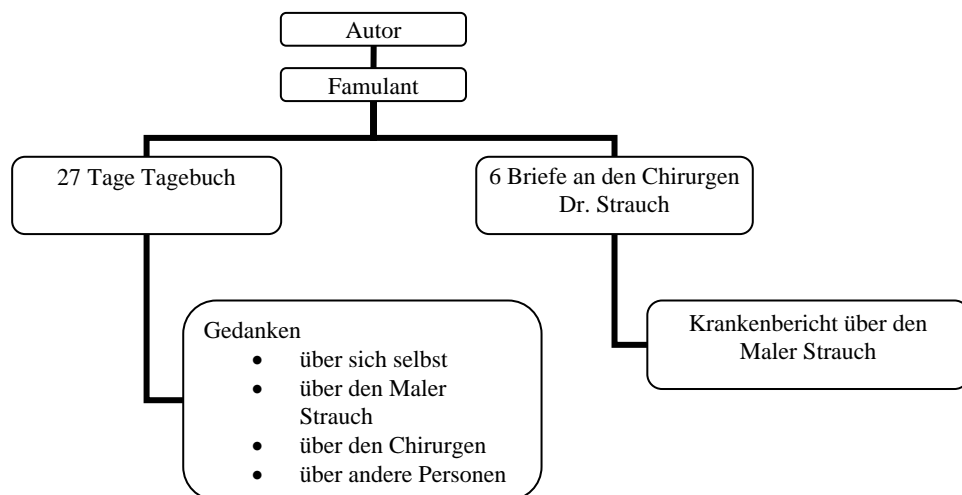 Autor
Famulant
27 Tage Tagebuch
6 Briefe an den Chirurgen
Dr. Strauch
Gedanken
• über sich selbst
• über den Maler
Strauch
• über den Chirurgen
• über andere Personen
Krankenbericht über den
Maler Strauch